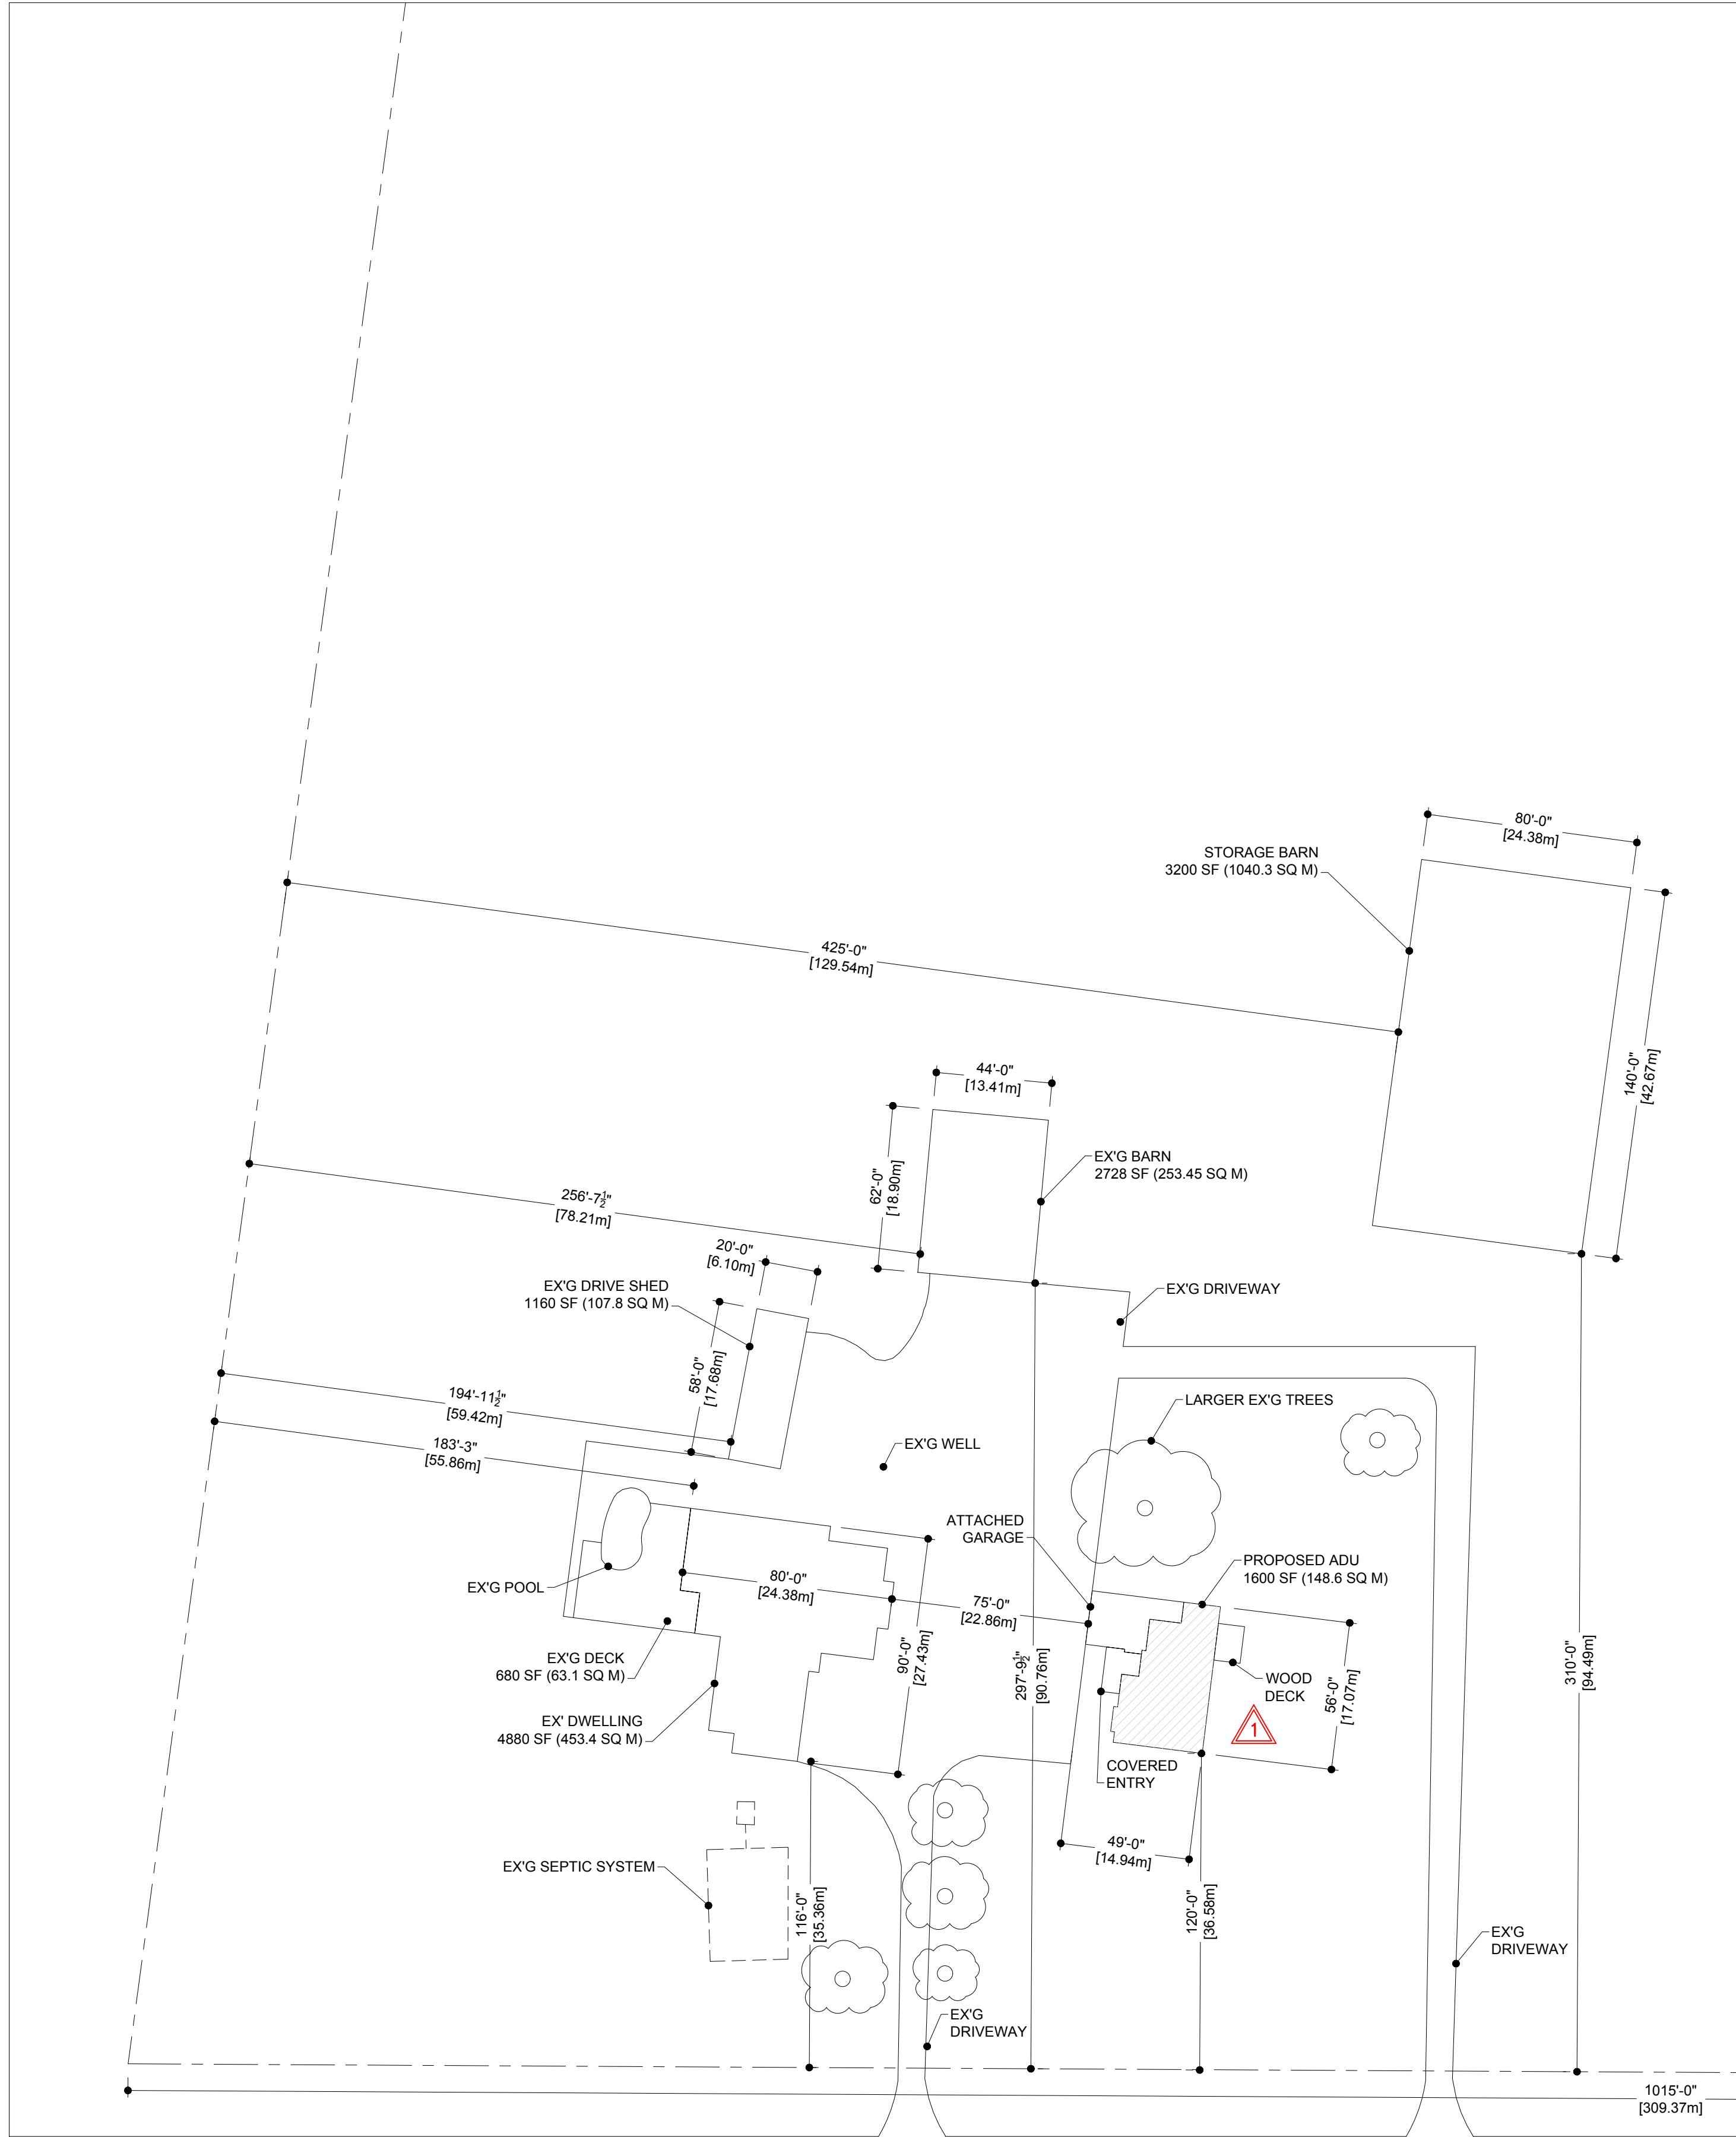 80'-0"
[24.38m]
STORAGE BARN
3200 SF (1040.3 SQ M)
425'-0"
[129.54m]
140'-0"
[42.67m]
44'-0"
[13.41m]
62'-0"
[18.90m]
EX'G BARN
2728 SF (253.45 SQ M)
256'-7½"
[78.21m]
20'-0"
[6.10m]
EX'G DRIVE SHED
1160 SF (107.8 SQ M)
EX'G DRIVEWAY
58'-0"
[17.68m]
194'-11½"
[59.42m]
LARGER EX'G TREES
183'-3"
[55.86m]
EX'G WELL
ATTACHED
GARAGE
PROPOSED ADU
1600 SF (148.6 SQ M)
EX'G POOL
80'-0"
[24.38m]
75'-0"
[22.86m]
90'-0"
[27.43m]
297'-9½"
[90.76m]
310'-0"
[94.49m]
EX'G DECK
680 SF (63.1 SQ M)
WOOD
DECK
56'-0"
[17.07m]
EX' DWELLING
4880 SF (453.4 SQ M)
1
COVERED
ENTRY
49'-0"
[14.94m]
EX'G SEPTIC SYSTEM
116'-0"
[35.36m]
120'-0"
[36.58m]
EX'G
DRIVEWAY
EX'G
DRIVEWAY
1015'-0"
[309.37m]